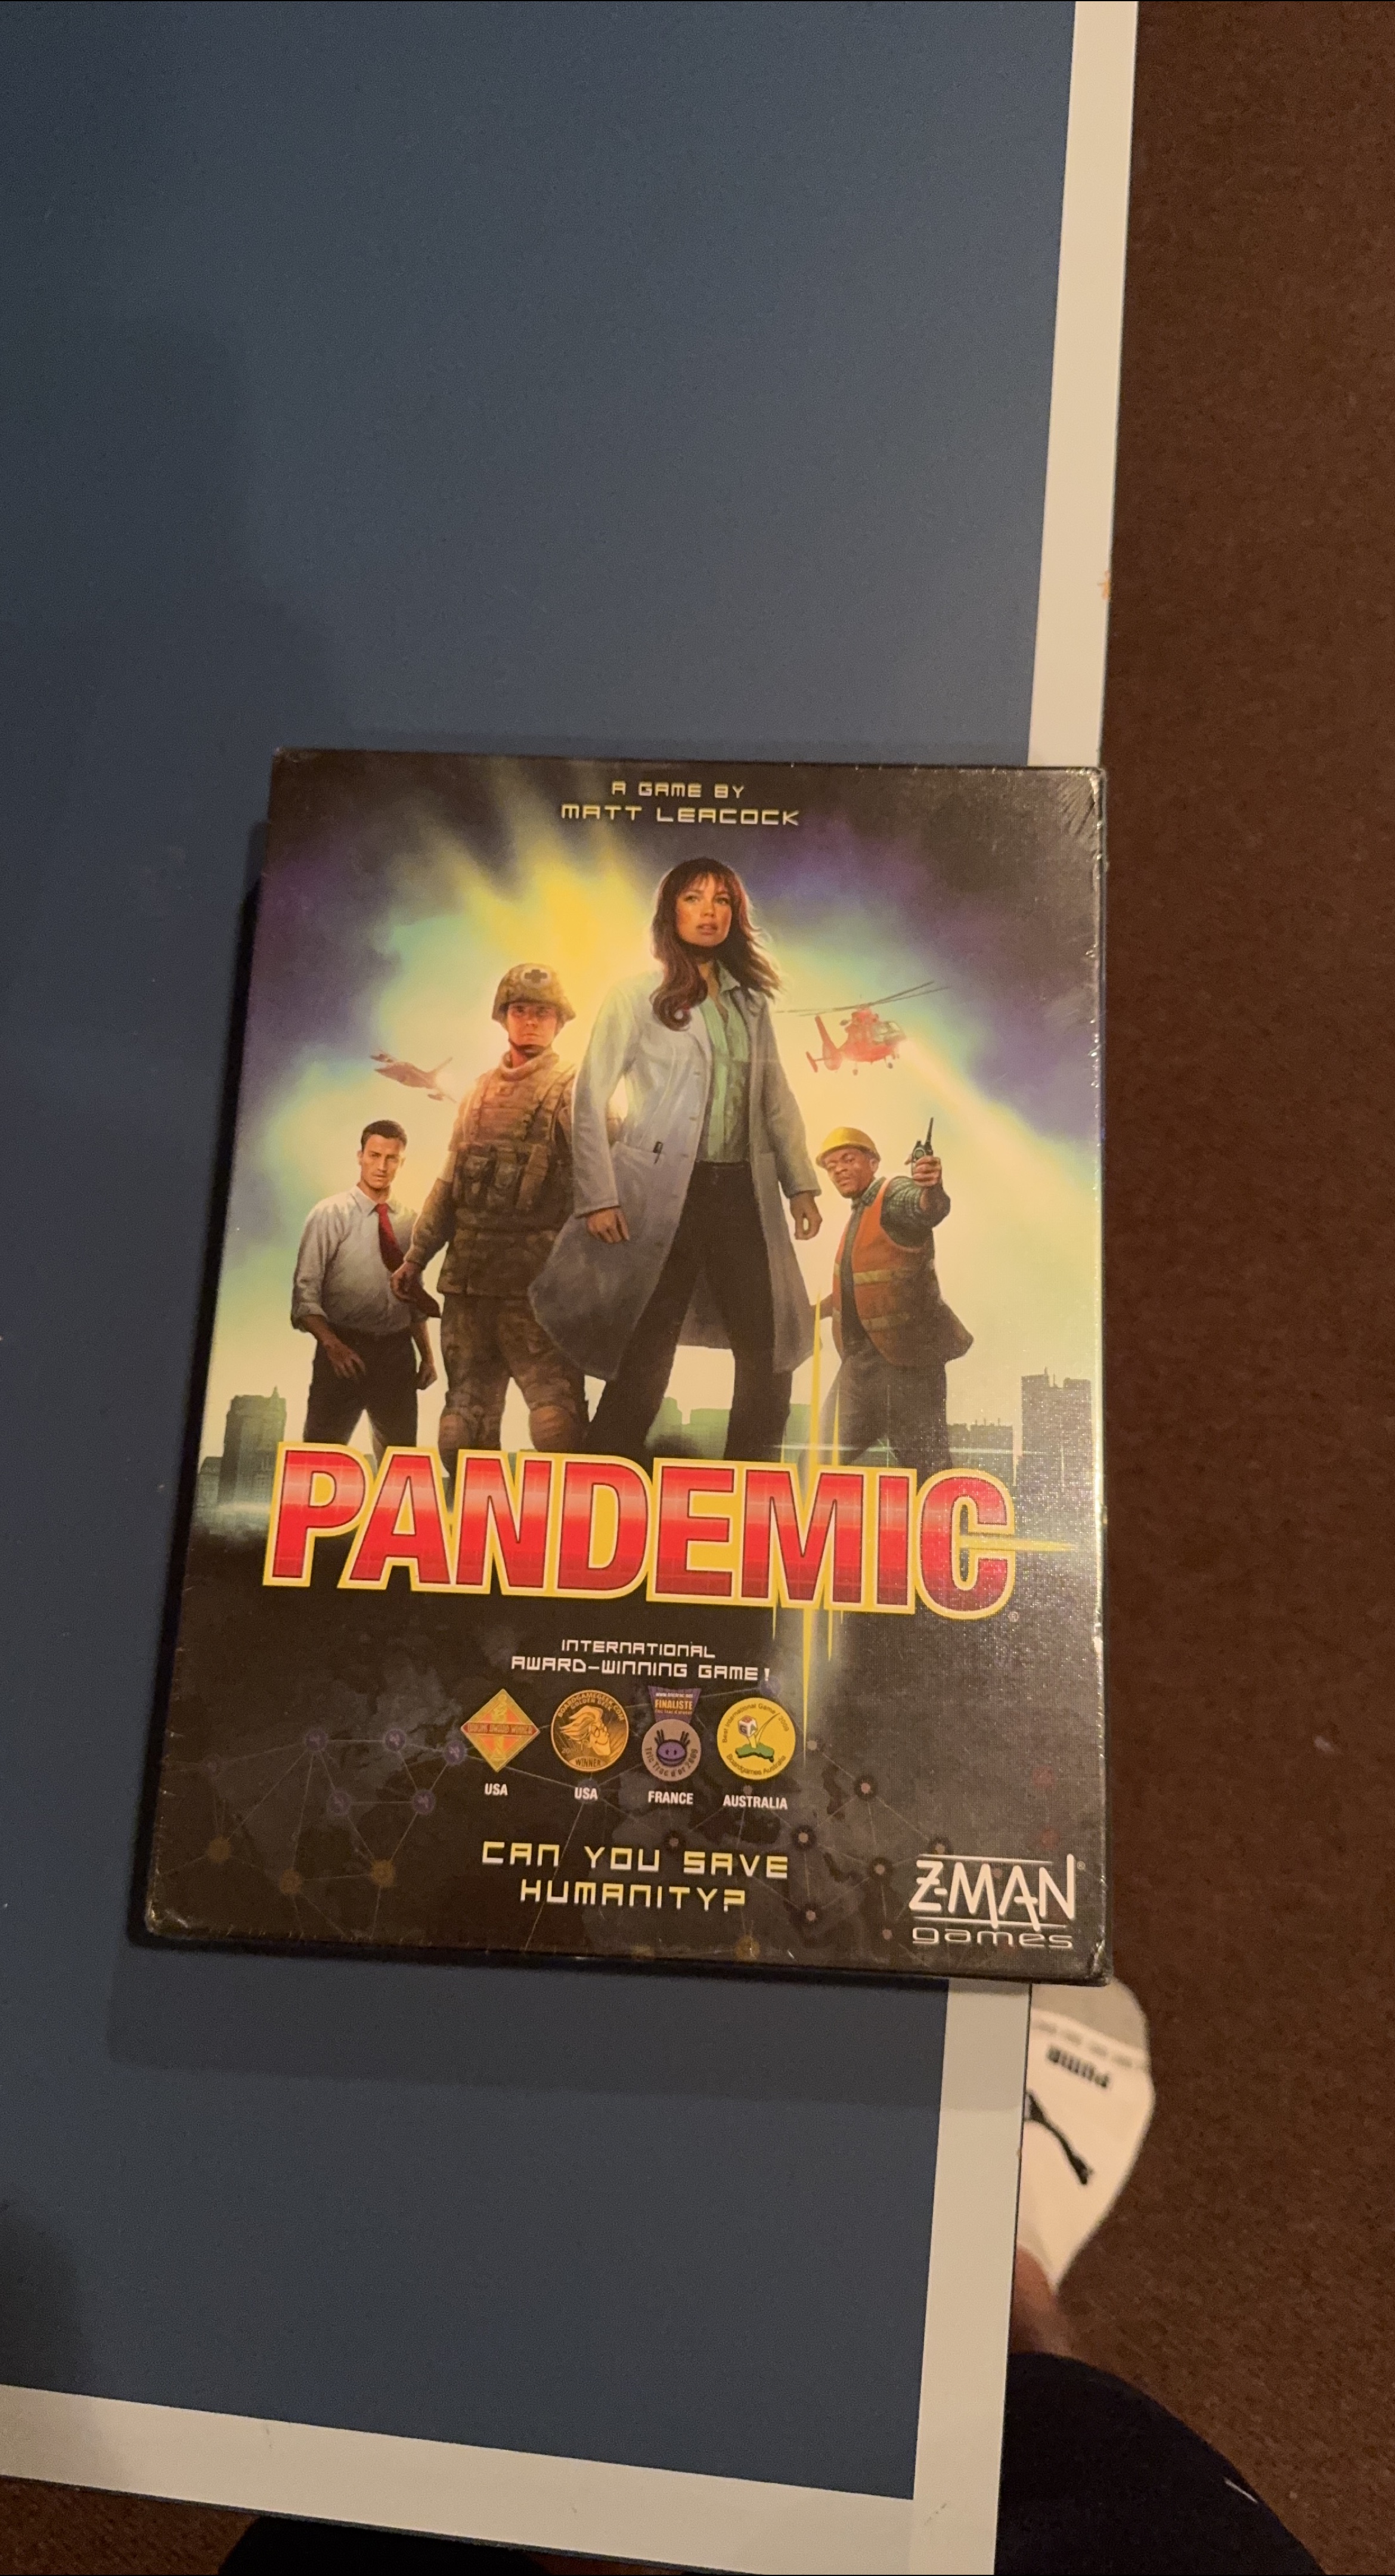 A GAME BY
MATT LEACOCK
PANDEMIC®
INTERNATIONAL
AWARD-WINNING GAME!
FINALISTE
WINNER
USA
USA
FRANCE
AUSTRALIA
CAN YOU SAVE
HUMANITY?
Z-MAN
games
PUMA